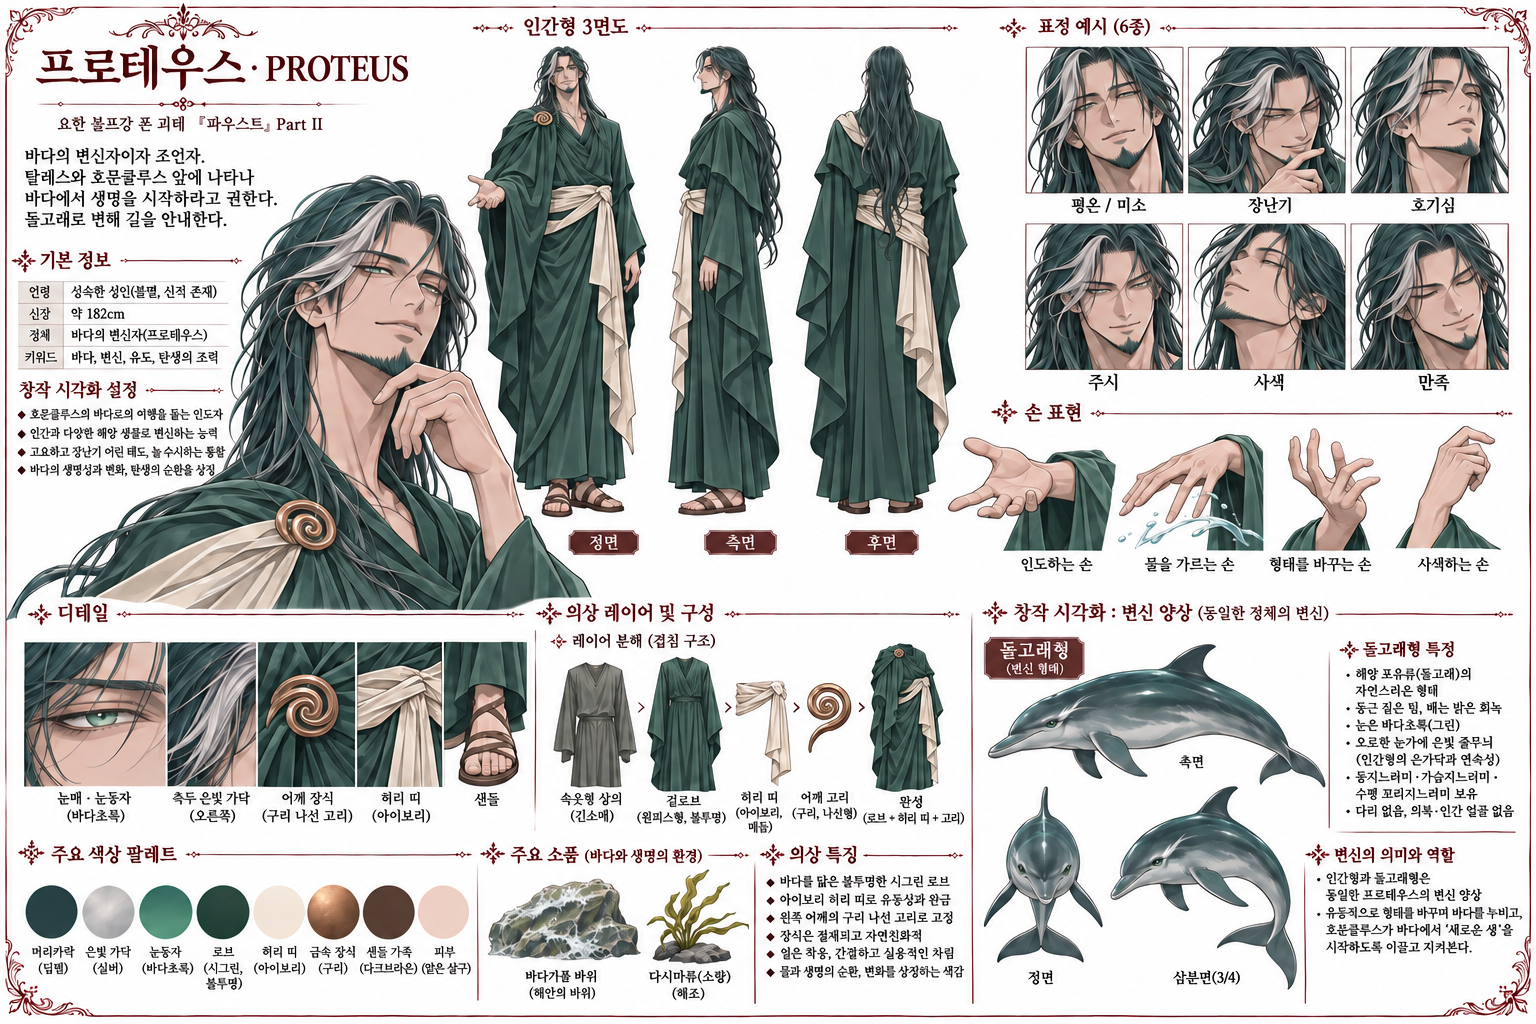 프로테우스 · PROTEUS
요한 볼프강 폰 괴테 『파우스트』 Part II
바다의 변신자이자 조언자.
탈레스와 호문쿨루스 앞에 나타나
바다에서 생명을 시작하라고 권한다.
돌고래로 변해 길을 안내한다.
기본 정보
언령 성숙한 성인(불멸, 신적 존재)
신장 약 182cm
정체 바다의 변신자(프로테우스)
키워드 바다, 변신, 유도, 탄생의 조력
창작 시각화 설정
호문쿨루스의 바다로의 여행을 돕는 인도자
인간과 다양한 해양 생물로 변신하는 능력
고요하고 장난기 어린 태도, 늘 수시하는 통찰
바다의 생명성과 변화, 탄생의 순환을 상징
인간형 3면도
정면
측면
후면
표정 예시 (6종)
평온 / 미소
장난기
호기심
주시
사색
만족
손 표현
인도하는 손
물을 가르는 손
형태를 바꾸는 손
사색하는 손
디테일
눈매 · 눈동자
(바다초록)
측두 은빛 가닥
(오른쪽)
어깨 장식
(구리 나선 고리)
허리 띠
(아이보리)
샌들
의상 레이어 및 구성
레이어 분해 (겹침 구조)
속옷형 상의
(긴소매)
겉로브
(원피스형, 불투명)
허리 띠
(아이보리,
매듭)
어깨 고리
(구리, 나선형)
완성
(로브 + 허리 띠 + 고리)
주요 색상 팔레트
머리카락
(딥펠)
은빛 가닥
(실버)
눈동자
(바다초록)
로브
(시그린,
불투명)
허리 띠
(아이보리)
금속 장식
(구리)
샌들 가죽
(다크브라운)
피부
(얕은 살구)
주요 소품 (바다와 생명의 환경)
바다가폴 바위
(해안의 바위)
다시마류(소량)
(해조)
의상 특징
바다를 닮은 불투명한 시그린 로브
아이보리 허리 띠로 유동성과 완급
왼쪽 어깨의 구리 나선 고리로 고정
장식은 절재되고 자연친화적
얼은 착용, 간결하고 실용적인 차림
물과 생명의 순환, 변화를 상징하는 색감
창작 시각화 : 변신 양상 (동일한 정체의 변신)
돌고래형
(변신 형태)
촉면
정면
삼분면(3/4)
돌고래형 특징
해양 포유류(돌고래)의
자연스리운 형태
둥근 짙은 팀, 배는 밝은 회녹
눈은 바다초록(그린)
오로한 눈가에 은빛 줄무늬
(인간형의 은가닥과 연속성)
동지느러미 · 가슴지느러미 ·
수평 꼬리지느러미 보유
다리 없음, 의복·인간 얼골 없음
변신의 의미와 역할
인간형과 돌고래형은
동일한 프르테우스의 변신 양상
유동적으로 형태를 바꾸며 바다를 누비고,
호문쿨루스가 바다에서 '새로운 생'을
시작하도록 이끌고 지켜본다.